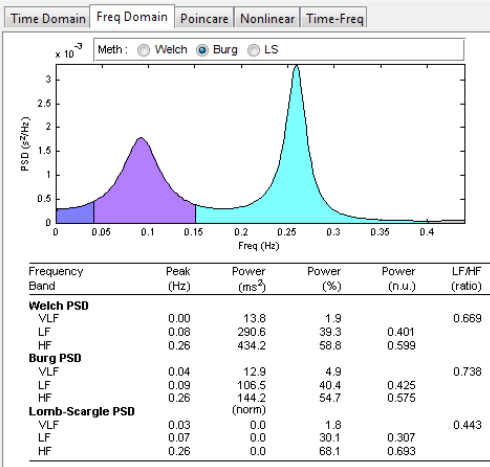 Time Domain Freq Domain Poincare Nonlinear Time-Freq
Meth : Welch Burg LS
x 10^-3
3
2.5
2
1.5
1
0.5
0
PSD (s²/Hz)
0 0.05 0.1 0.15 0.2 0.25 0.3 0.35 0.4
Freq (Hz)
Frequency Peak Power Power Power LF/HF
Band (Hz) (ms²) (%) (n.u.) (ratio)
Welch PSD
VLF 0.00 13.8 1.9 0.669
LF 0.08 290.6 39.3 0.401
HF 0.26 434.2 58.8 0.599
Burg PSD
VLF 0.04 12.9 4.9 0.738
LF 0.09 106.5 40.4 0.425
HF 0.26 144.2 54.7 0.575
Lomb-Scargle PSD (norm)
VLF 0.03 0.0 1.8 0.443
LF 0.07 0.0 30.1 0.307
HF 0.26 0.0 68.1 0.693